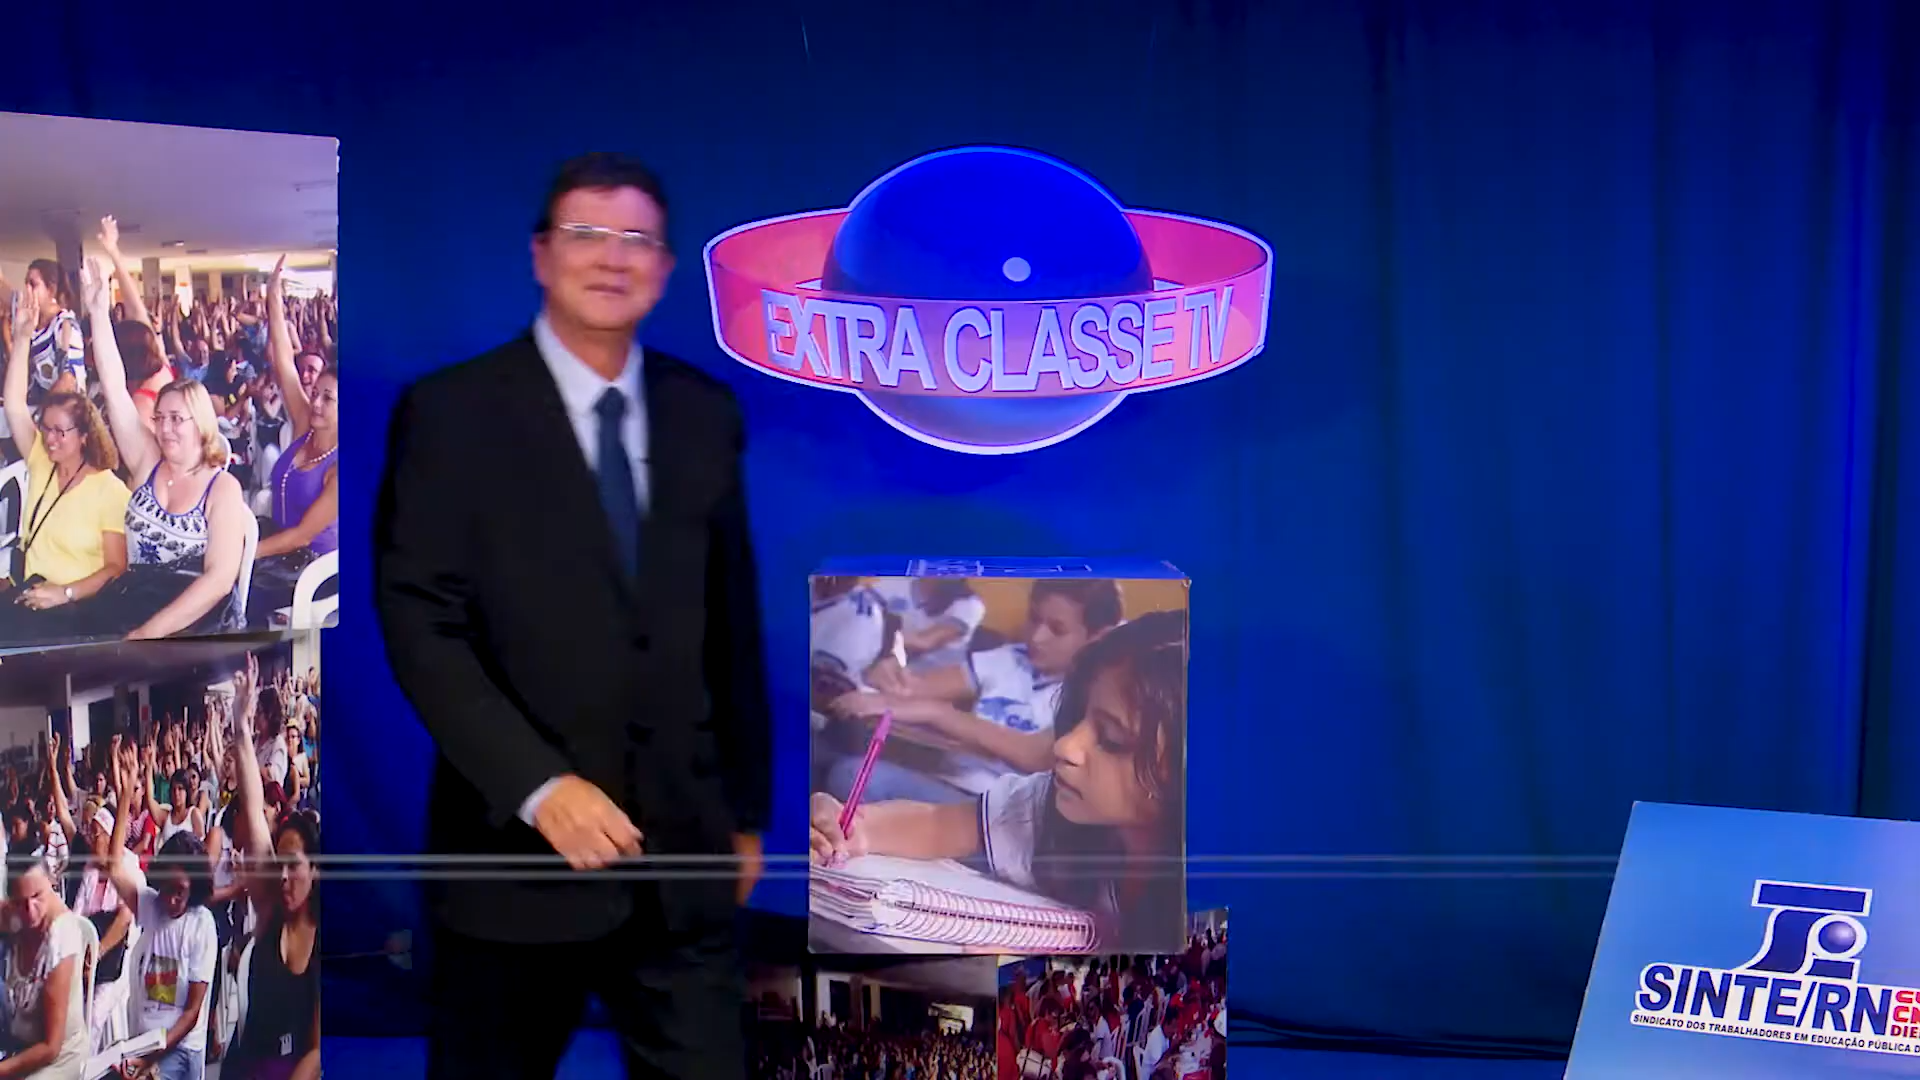 EXTRA CLASSE TV
SINTE/RN
SINDICATO DOS TRABALHADORES EM EDUCAÇÃO PÚBLICA